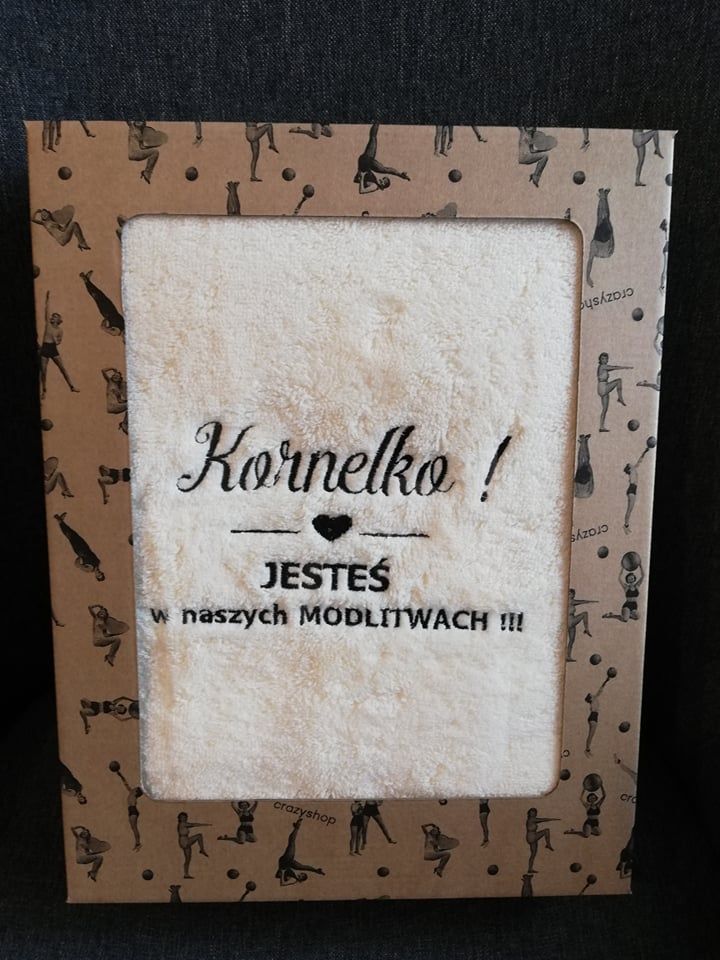 crazyshop
Kornelko !
JESTEŚ
w naszych MODLITWACH !!!
crazyshop
crazyshop